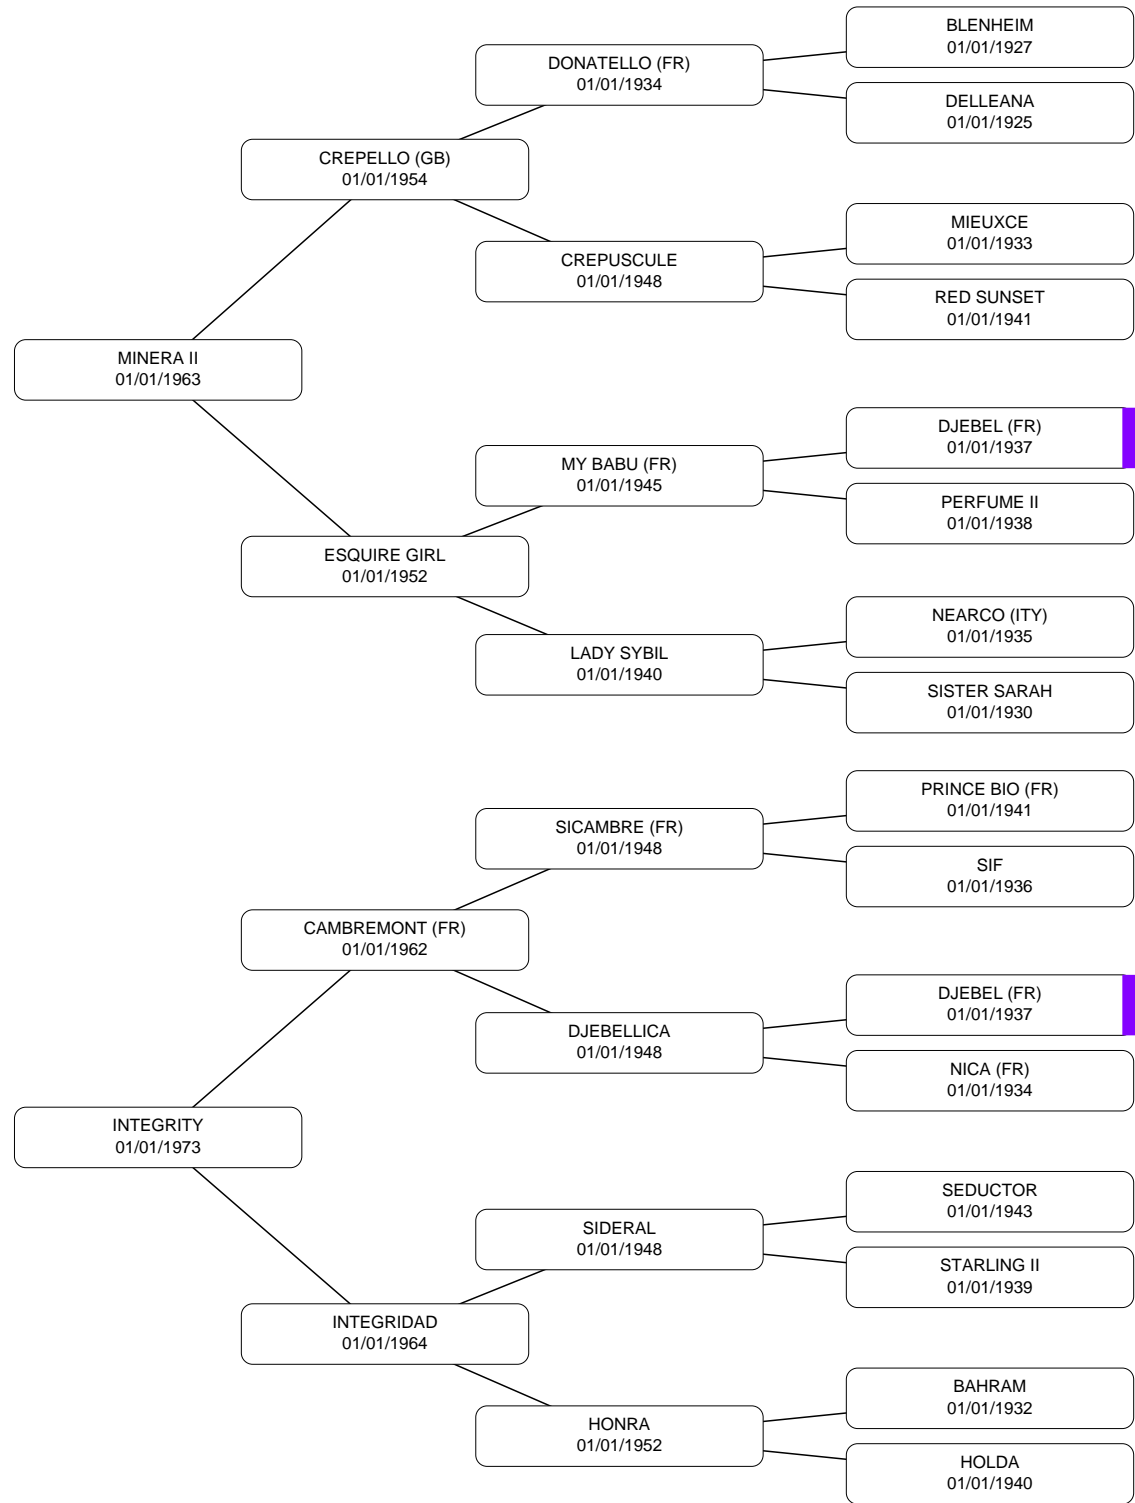 BLENHEIM
01/01/1927
DONATELLO (FR)
01/01/1934
DELLEANA
01/01/1925
CREPELLO (GB)
01/01/1954
MIEUXCE
01/01/1933
CREPUSCULE
01/01/1948
RED SUNSET
01/01/1941
MINERA II
01/01/1963
DJEBEL (FR)
01/01/1937
MY BABU (FR)
01/01/1945
PERFUME II
01/01/1938
ESQUIRE GIRL
01/01/1952
NEARCO (ITY)
01/01/1935
LADY SYBIL
01/01/1940
SISTER SARAH
01/01/1930
PRINCE BIO (FR)
01/01/1941
SICAMBRE (FR)
01/01/1948
SIF
01/01/1936
CAMBREMONT (FR)
01/01/1962
DJEBEL (FR)
01/01/1937
DJEBELLICA
01/01/1948
NICA (FR)
01/01/1934
INTEGRITY
01/01/1973
SEDUCTOR
01/01/1943
SIDERAL
01/01/1948
STARLING II
01/01/1939
INTEGRIDAD
01/01/1964
BAHRAM
01/01/1932
HONRA
01/01/1952
HOLDA
01/01/1940